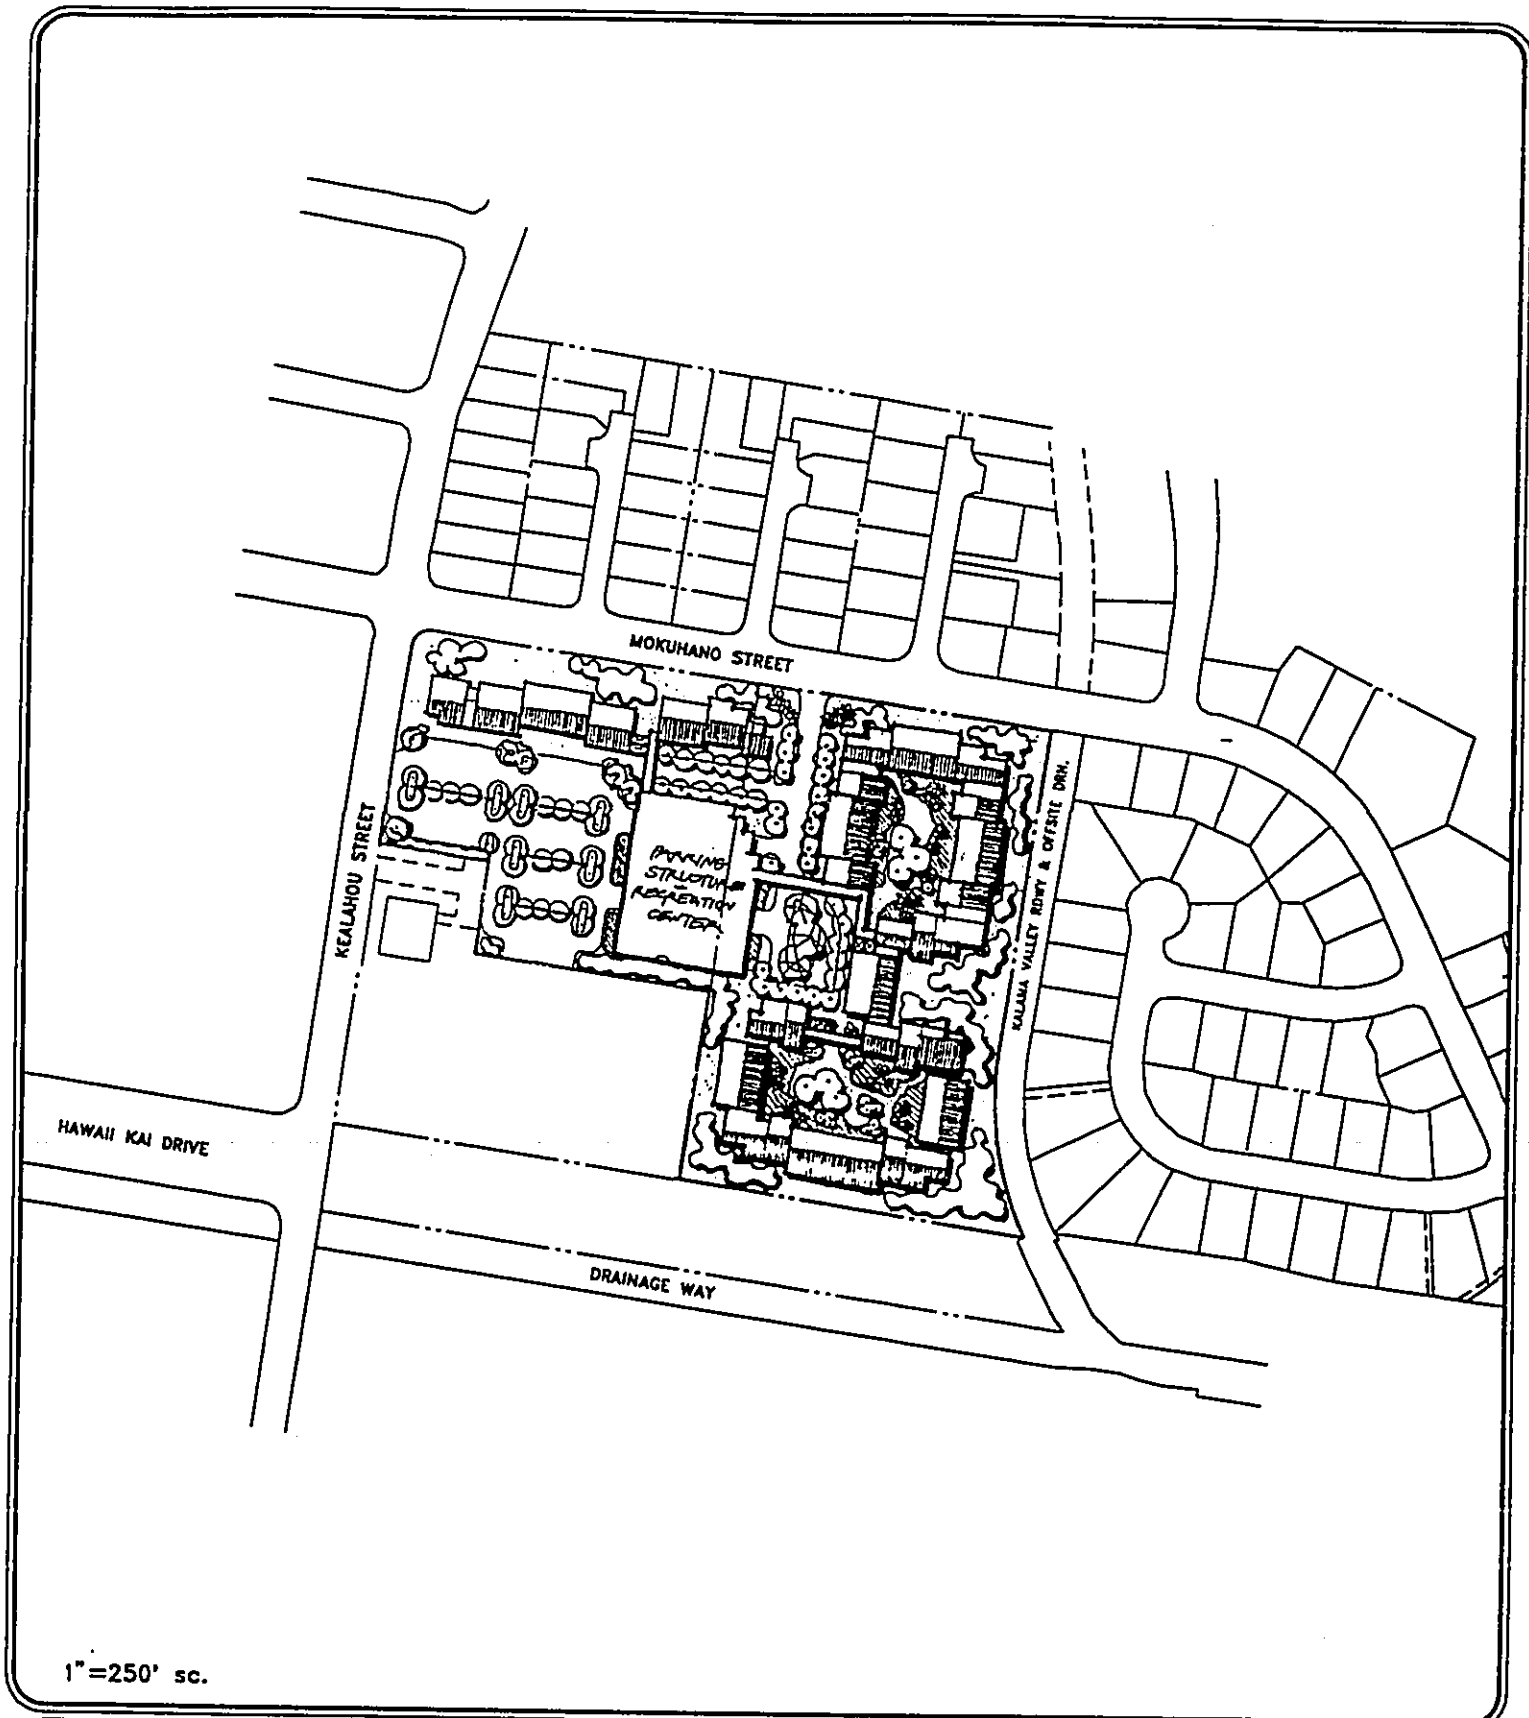 MOKUHANO STREET
KALAMA VALLEY RDWY & OFFSITE DRN.
KEALAHOU STREET
PARKING
STRUCTURE
RECREATION
CENTER
HAWAII KAI DRIVE
DRAINAGE WAY
1"=250' sc.